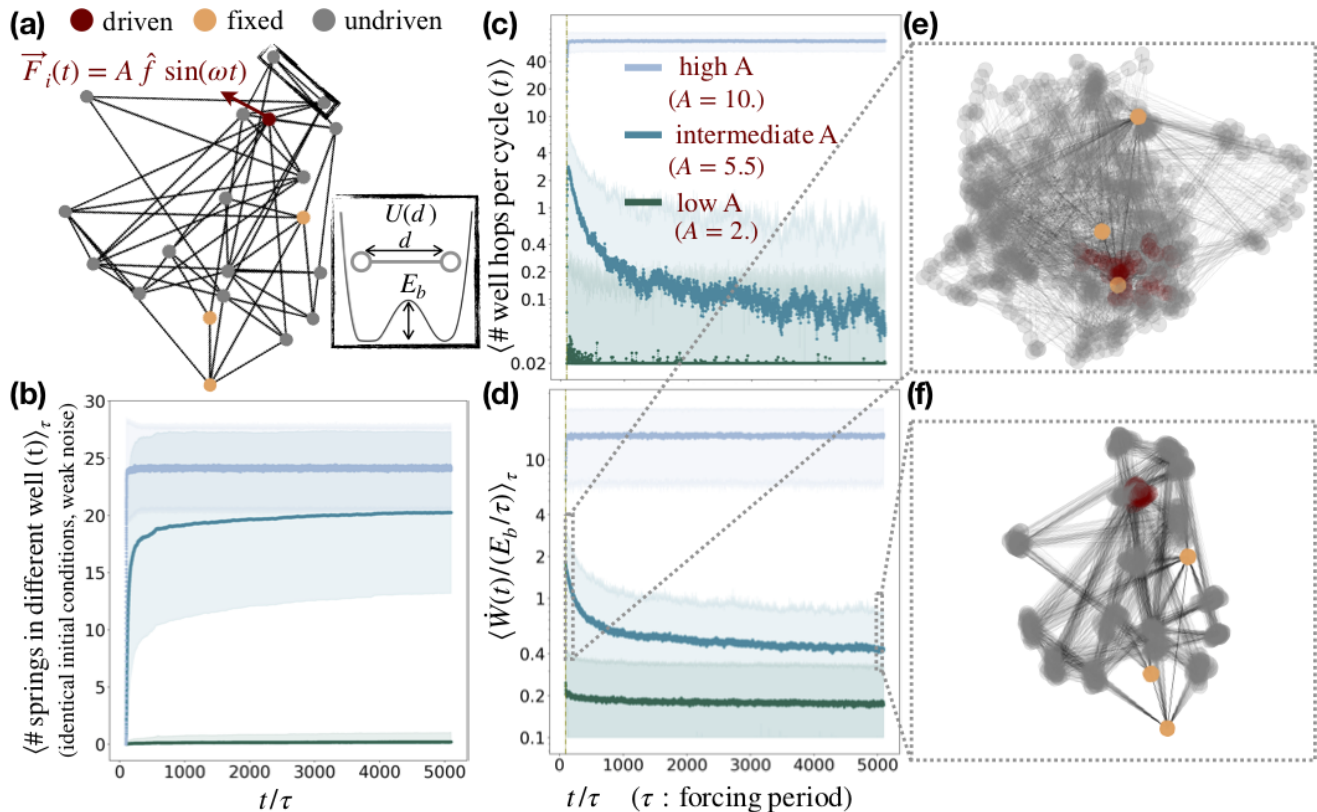 (a) driven fixed undriven
F_i(t) = A f̂ sin(ωt)
U(d)
d
E_b
(b)
⟨# springs in different well (t)⟩_τ
(identical initial conditions, weak noise)
30
25
20
15
10
5
0
0 1000 2000 3000 4000 5000
t/τ
(c)
⟨# well hops per cycle (t)⟩
40
20
10
4
2
1
0.4
0.2
0.1
0.02
high A
(A = 10.)
intermediate A
(A = 5.5)
low A
(A = 2.)
(d)
⟨Ẇ(t)/(E_b/τ)⟩_τ
10
4
2
1
0.4
0.2
0.1
0 1000 2000 3000 4000 5000
t/τ (τ : forcing period)
(e)
(f)